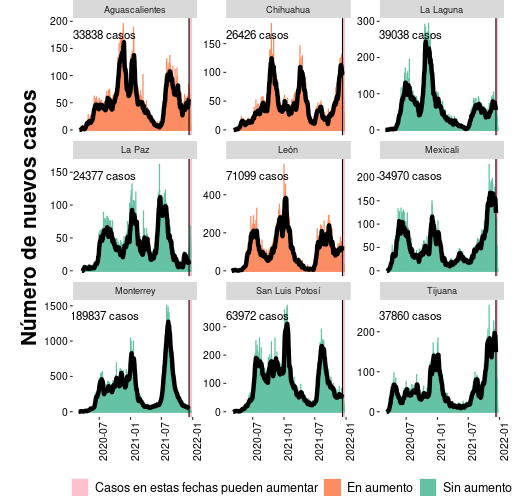 Número de nuevos casos
Aguascalientes
Chihuahua
La Laguna
200
150
100
50
0
33838 casos
150
100
50
0
26426 casos
300
200
100
0
39038 casos
La Paz
León
Mexicali
150
100
50
0
24377 casos
400
200
0
71099 casos
200
150
100
50
0
34970 casos
Monterrey
San Luis Potosí
Tijuana
1500
1000
500
0
189837 casos
300
200
100
0
63972 casos
200
100
0
37860 casos
2020-07
2021-01
2021-07
2022-01
2020-07
2021-01
2021-07
2022-01
2020-07
2021-01
2021-07
2022-01
Casos en estas fechas pueden aumentar
En aumento
Sin aumento